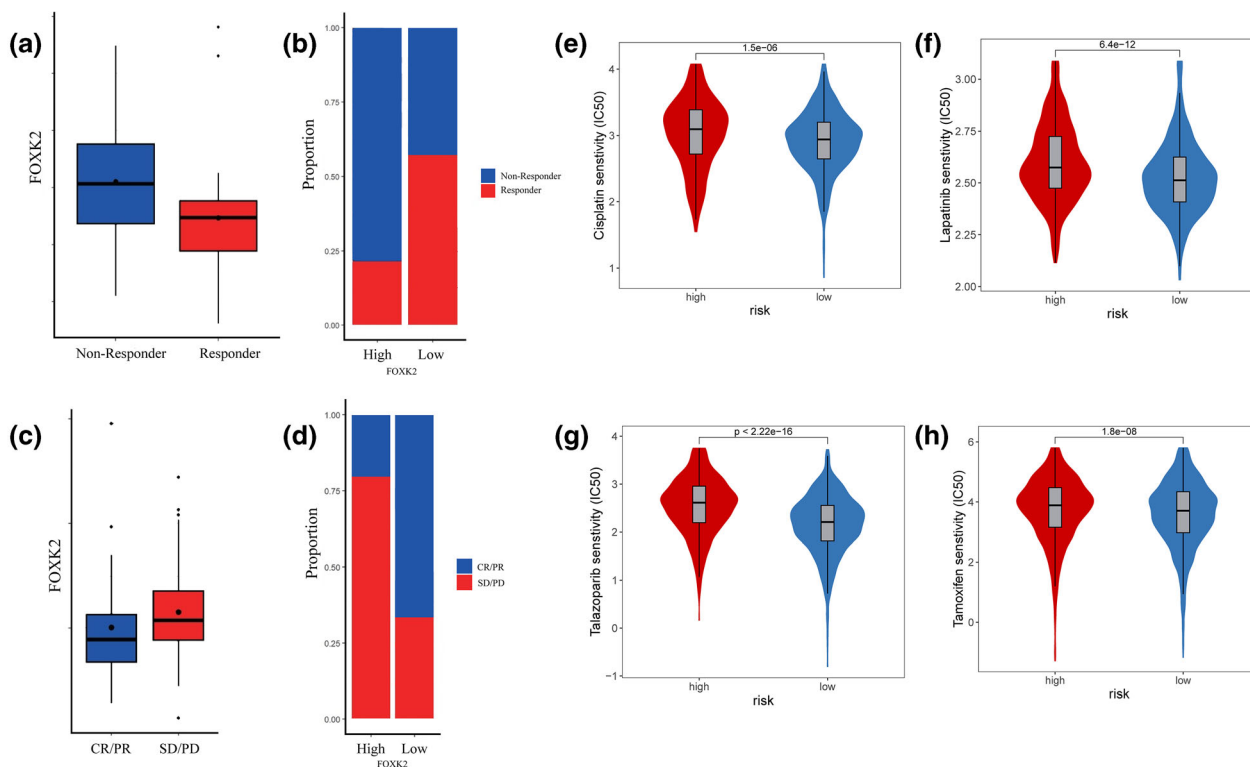 (a)
FOXK2
Non-Responder
Responder
(b)
Proportion
1.00
0.75
0.50
0.25
0.00
High
Low
FOXK2
Non-Responder
Responder
(e)
Cisplatin senstivity (IC50)
4
3
2
1
1.5e-06
high
low
risk
(f)
Lapatinib senstivity (IC50)
3.00
2.75
2.50
2.25
2.00
6.4e-12
high
low
risk
(c)
FOXK2
CR/PR
SD/PD
(d)
Proportion
1.00
0.75
0.50
0.25
0.00
High
Low
FOXK2
CR/PR
SD/PD
(g)
Talazoparib senstivity (IC50)
4
3
2
1
0
−1
p < 2.22e−16
high
low
risk
(h)
Tamoxifen senstivity (IC50)
6
4
2
0
1.8e-08
high
low
risk